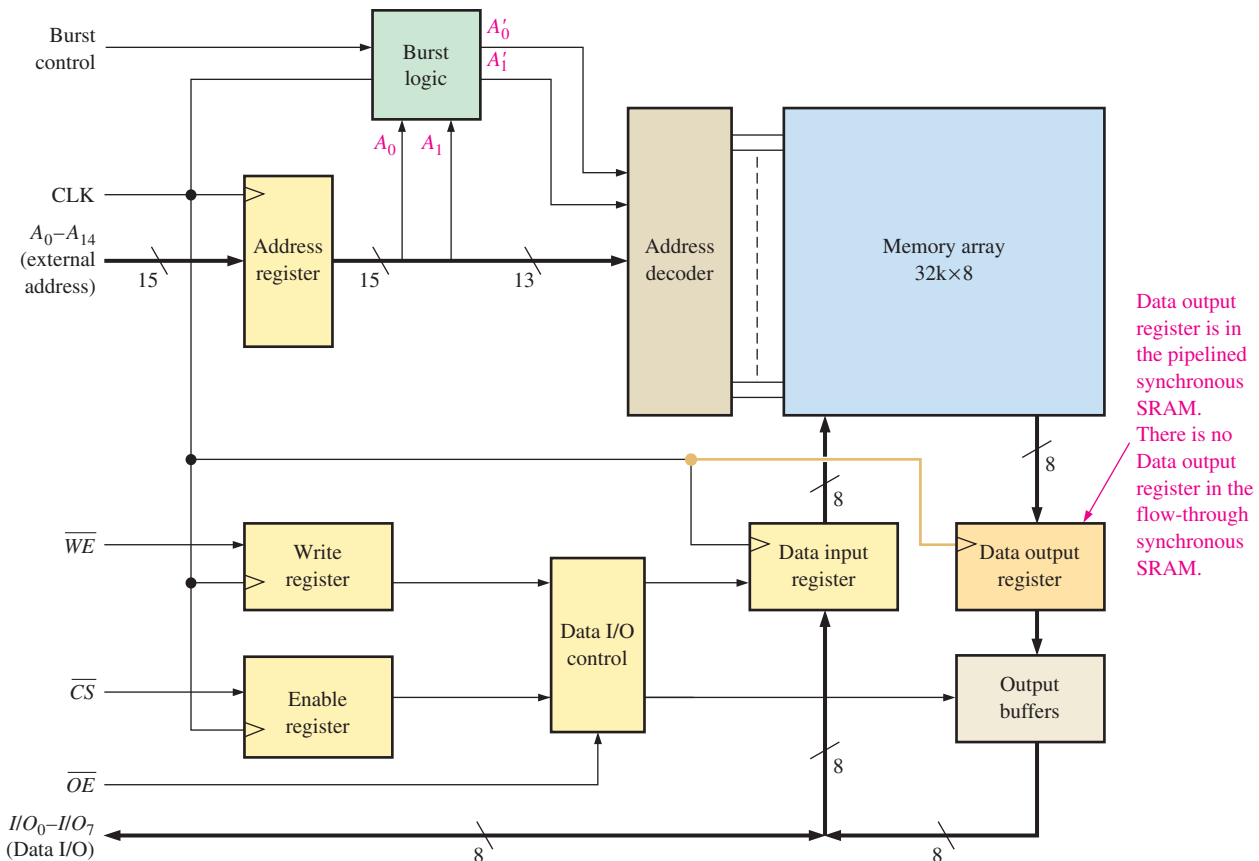 Burst
control
Burst
logic
A′0
A′1
A0
A1
CLK
A0–A14
(external
address)
15
Address
register
15
13
Address
decoder
Memory array
32k×8
Data output
register is in
the pipelined
synchronous
SRAM.
There is no
Data output
register in the
flow-through
synchronous
SRAM.
8
8
W̅E̅
Write
register
Data input
register
Data output
register
Data I/O
control
C̅S̅
Enable
register
Output
buffers
O̅E̅
8
I/O0–I/O7
(Data I/O)
8
8